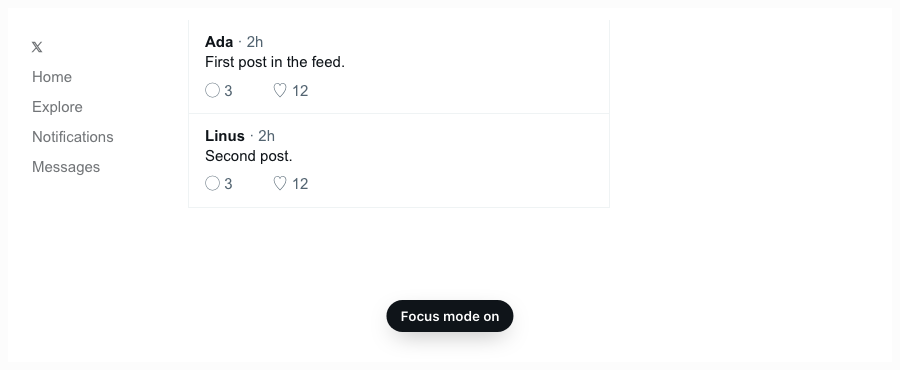 𝕏
Home
Explore
Notifications
Messages
Ada · 2h
First post in the feed.
3 12
Linus · 2h
Second post.
3 12
Focus mode on